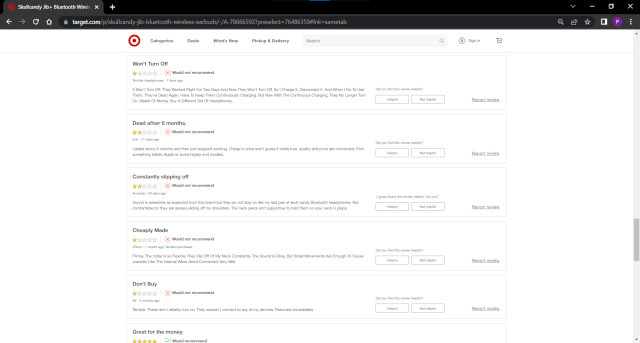 Skullcandy Jib+ Bluetooth Wirele
target.com/p/skullcandy-jib-bluetooth-wireless-earbuds/-/A-78666592?preselect=76486359#lnk=sametab
Categories Deals What's New Pickup & Delivery Search Sign in
Won't Turn Off
Would not recommend
Terrible Headphones - 7 days ago
It Won't Turn Off. They Worked Right For Two Days And Now They Won't Turn Off. So I Charge It, Disconnect It, And When I Go To Use
Them, They're Dead Again. Have To Keep Them Continuously Charging, But Now With The Continuous Charging, They No Longer Turn
On. Waste Of Money. Buy A Different Set Of Headphones.
Did you find this review helpful?
Helpful Not helpful Report review
Dead after 6 months.
Would not recommend
21 days ago
Lasted about 6 months and then just stopped working. Cheap in price and I guess it holds true, quality and price are connected. Find
something better, Apple or some higher end models.
Did you find this review helpful?
Helpful Not helpful Report review
Constantly slipping off
Would not recommend
Amanda - 30 days ago
Sound is awesome as expected from this brand but they do not stay on like my last pair of skull candy Bluetooth headphones. Not
comfortable bc they are always sliding off my shoulders. The neck piece isn't supportive to hold them on your neck in place.
1 guest found this review helpful. Did you?
Helpful Not helpful Report review
Cheaply Made
Would not recommend
1 month ago, Verified purchaser
Flimsy. The collar is so Flexible They Slip Off Of My Neck Constantly. The Sound Is Okay, But Small Movements Are Enough To Cause
crackles Like The Internal Wires Aren't Connected Very Well.
Did you find this review helpful?
Helpful Not helpful Report review
Don't Buy
Would not recommend
2 months ago
Terrible. These don't reliably turn on. They wouldn't connect to any of my devices. Returned immediately.
Did you find this review helpful?
Helpful Not helpful Report review
Great for the money
Would recommend